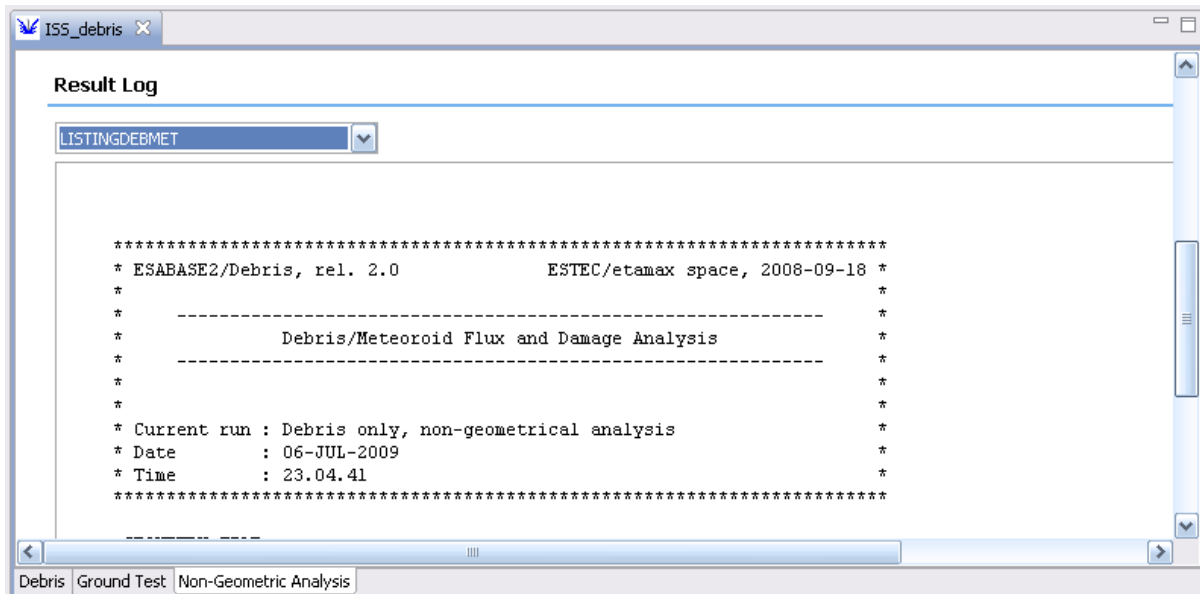 ISS_debris
Result Log
LISTINGDEBMET
*************************************************************************
* ESABASE2/Debris, rel. 2.0              ESTEC/etamax space, 2008-09-18 *
*                                                                       *
*     -------------------------------------------------------------     *
*               Debris/Meteoroid Flux and Damage Analysis               *
*     -------------------------------------------------------------     *
*                                                                       *
*                                                                       *
* Current run : Debris only, non-geometrical analysis                   *
* Date        : 06-JUL-2009                                             *
* Time        : 23.04.41                                                *
*************************************************************************
Debris Ground Test Non-Geometric Analysis